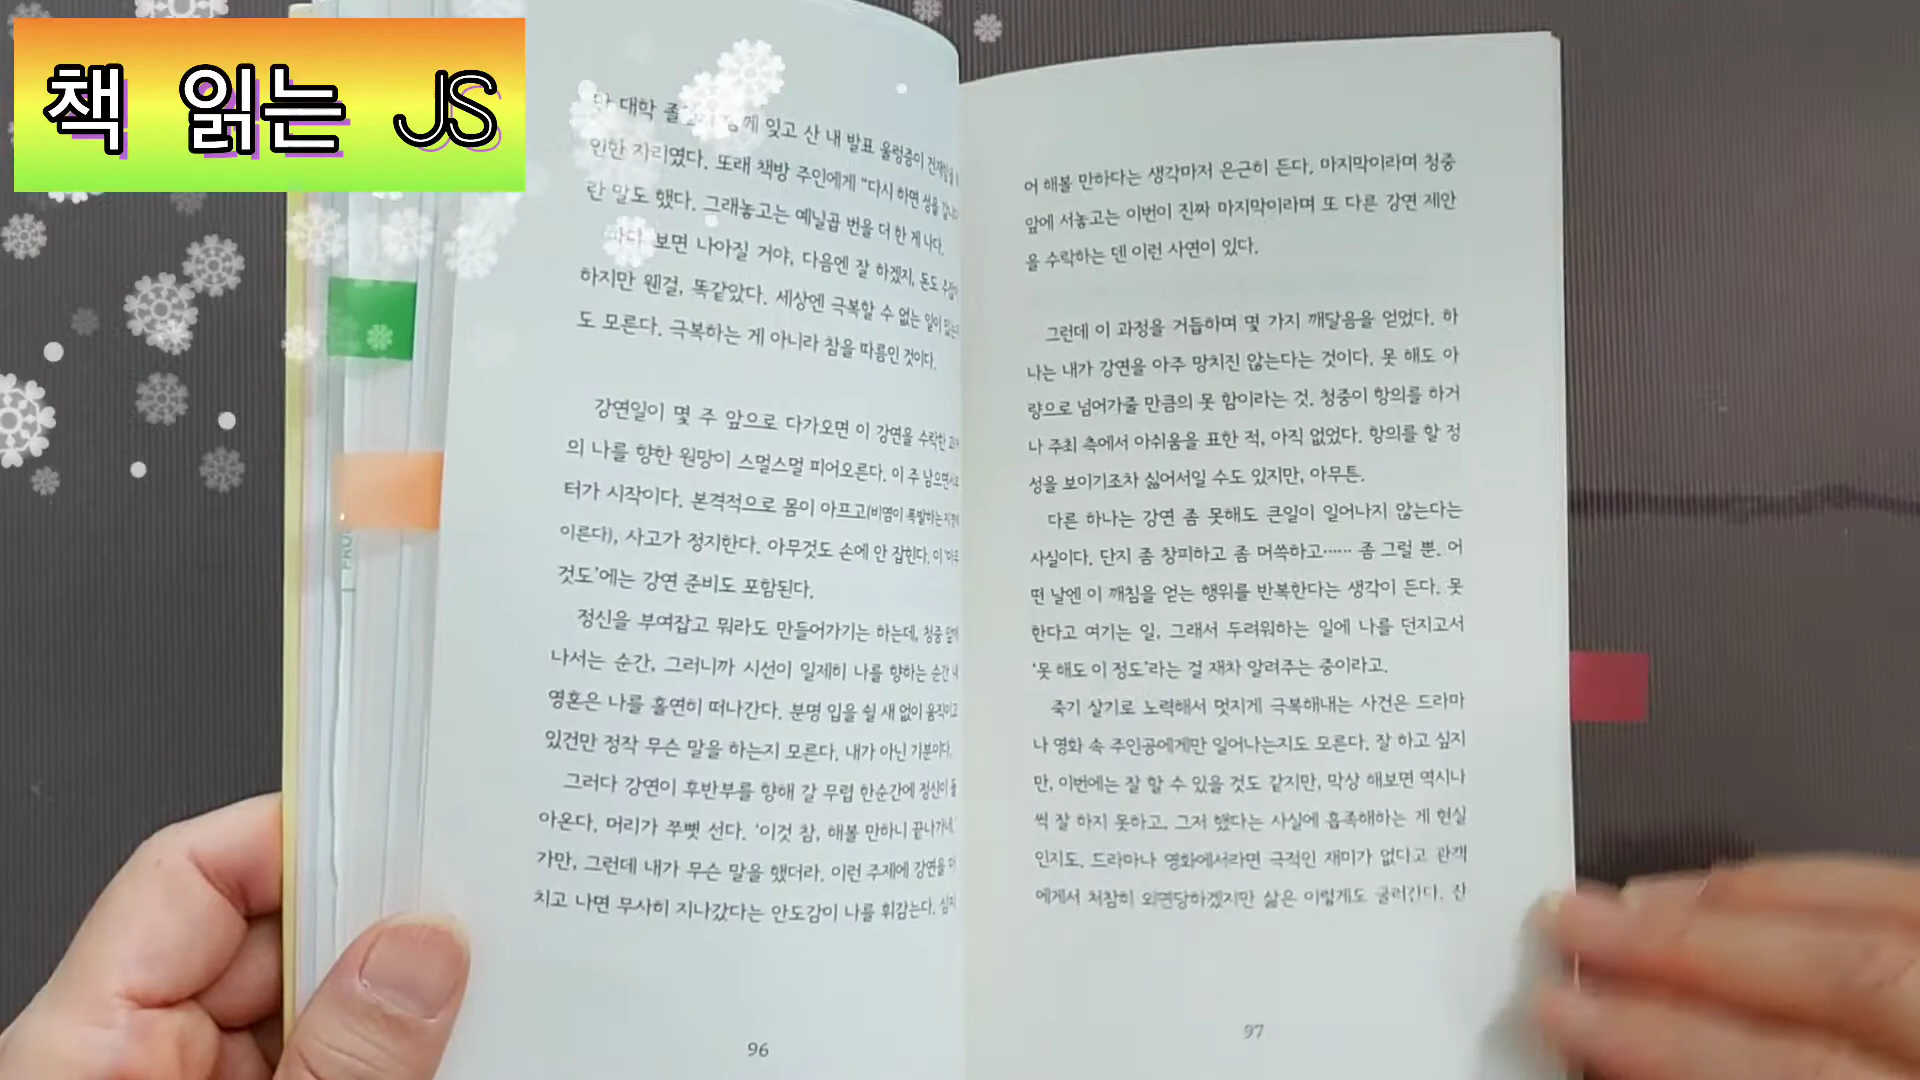 책 읽는 JS
대학 잊고 산 내 발표 울렁증이
인한 자리였다. 또래 책방 주인에게 “다시 하면 성을
란 말도 했다. 그래놓고는 예닐곱 번을 더 한 게 나다.
보면 나아질 거야, 다음엔 잘 하겠지, 돈도
하지만 웬걸, 똑같았다. 세상엔 극복할 수 없는 일이
도 모른다. 극복하는 게 아니라 참을 따름인 것이다.
강연일이 몇 주 앞으로 다가오면 이 강연을 수락한
의 나를 향한 원망이 스멀스멀 피어오른다. 이 주 남으면서
터가 시작이다. 본격적으로 몸이 아프고(비염이 폭발하는
이른다), 사고가 정지한다. 아무것도 손에 안 잡힌다. 이
것도’에는 강연 준비도 포함된다.
정신을 부여잡고 뭐라도 만들어가기는 하는데, 청중
나서는 순간, 그러니까 시선이 일제히 나를 향하는 순간
영혼은 나를 홀연히 떠나간다. 분명 입을 쉴 새 없이 움직이고
있건만 정작 무슨 말을 하는지 모른다. 내가 아닌 기분이다.
그러다 강연이 후반부를 향해 갈 무렵 한순간에 정신이 돌
아온다. 머리가 쭈뼛 선다. ‘이것 참, 해볼 만하니 끝나가네.’
가만, 그런데 내가 무슨 말을 했더라. 이런 주제에 강연을
치고 나면 무사히 지나갔다는 안도감이 나를 휘감는다. 심지
96
어 해볼 만하다는 생각마저 은근히 든다. 마지막이라며 청중
앞에 서놓고는 이번이 진짜 마지막이라며 또 다른 강연 제안
을 수락하는 덴 이런 사연이 있다.
그런데 이 과정을 거듭하며 몇 가지 깨달음을 얻었다. 하
나는 내가 강연을 아주 망치진 않는다는 것이다. 못 해도 아
량으로 넘어가줄 만큼의 못 함이라는 것. 청중이 항의를 하거
나 주최 측에서 아쉬움을 표한 적, 아직 없었다. 항의를 할 정
성을 보이기조차 싫어서일 수도 있지만, 아무튼.
다른 하나는 강연 좀 못해도 큰일이 일어나지 않는다는
사실이다. 단지 좀 창피하고 좀 머쓱하고…… 좀 그럴 뿐. 어
떤 날엔 이 깨침을 얻는 행위를 반복한다는 생각이 든다. 못
한다고 여기는 일, 그래서 두려워하는 일에 나를 던지고서
‘못 해도 이 정도’라는 걸 재차 알려주는 중이라고.
죽기 살기로 노력해서 멋지게 극복해내는 사건은 드라마
나 영화 속 주인공에게만 일어나는지도 모른다. 잘 하고 싶지
만, 이번에는 잘 할 수 있을 것도 같지만, 막상 해보면 역시나
썩 잘 하지 못하고. 그저 했다는 사실에 흡족해하는 게 현실
인지도. 드라마나 영화에서라면 극적인 재미가 없다고 관객
에게서 처참히 외면당하겠지만 삶은 이렇게도 굴러간다. 잔
97